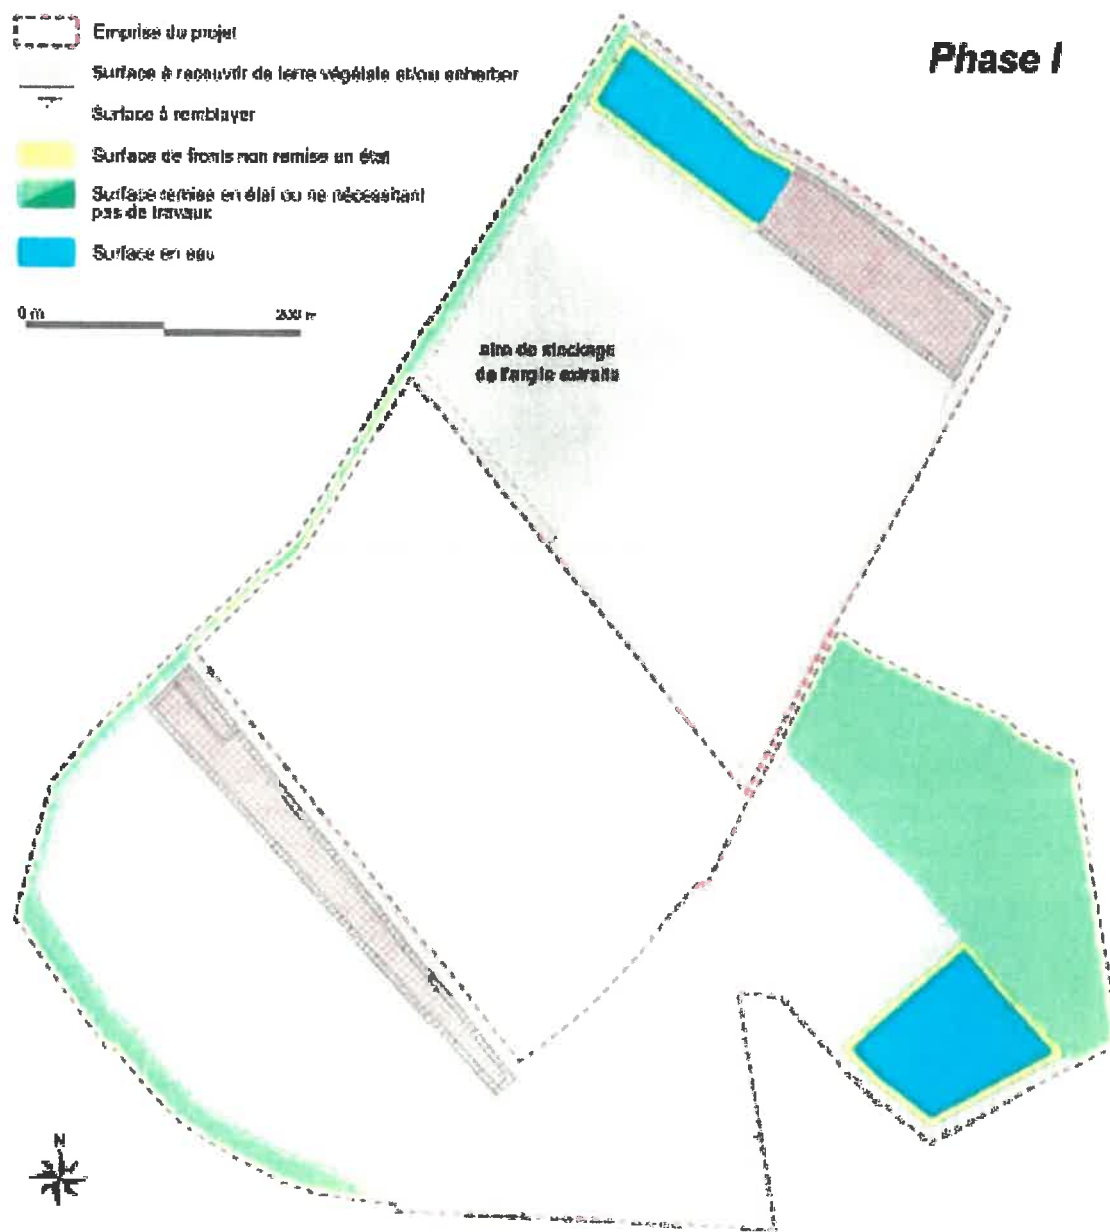 Phase I
Emprise du projet
Surface à recouvrir de terre végétale et/ou enherber
Surface à remblayer
Surface de fronts non remise en état
Surface remise en état ou ne nécessitant
pas de travaux
Surface en eau
0 m 200 m
aire de stockage
de l'argile extraite
N